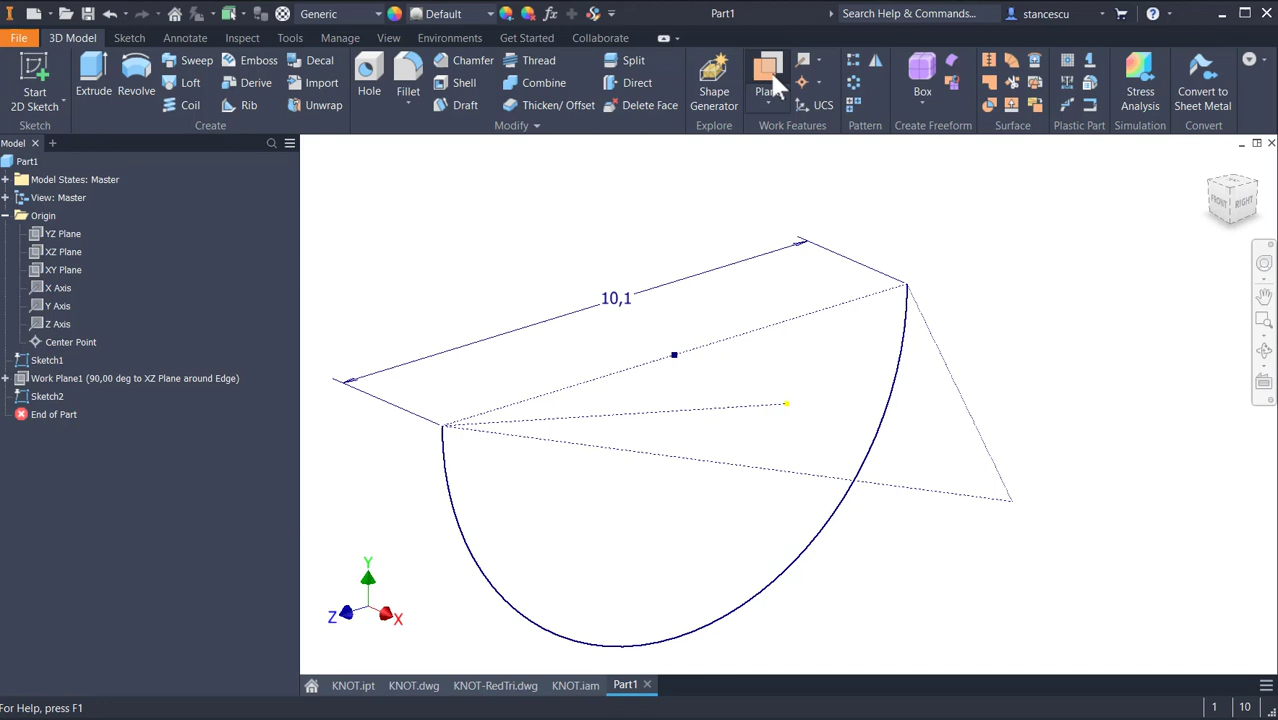 Generic
Default
Part1
Search Help & Commands...
stancescu
File
3D Model
Sketch
Annotate
Inspect
Tools
Manage
View
Environments
Get Started
Collaborate
Start
2D Sketch
Extrude
Revolve
Sweep
Loft
Coil
Emboss
Derive
Rib
Decal
Import
Unwrap
Hole
Fillet
Chamfer
Shell
Draft
Thread
Combine
Thicken/ Offset
Split
Direct
Delete Face
Shape
Generator
UCS
Box
Stress
Analysis
Convert to
Sheet Metal
Sketch
Create
Modify
Explore
Work Features
Pattern
Create Freeform
Surface
Plastic Part
Simulation
Convert
Model
Part1
Model States: Master
View: Master
Origin
YZ Plane
XZ Plane
XY Plane
X Axis
Y Axis
Z Axis
Center Point
Sketch1
Work Plane1 (90,00 deg to XZ Plane around Edge)
Sketch2
End of Part
10,1
FRONT
RIGHT
Y
Z
X
KNOT.ipt
KNOT.dwg
KNOT-RedTri.dwg
KNOT.iam
Part1
For Help, press F1
1
10